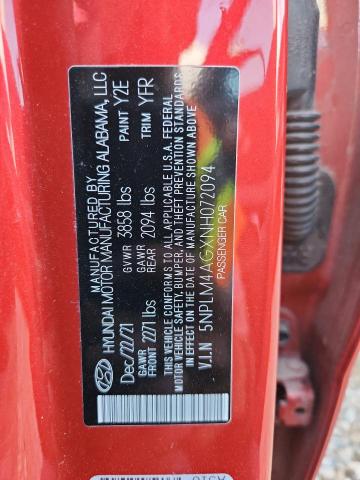 MANUFACTURED BY
HYUNDAI MOTOR MANUFACTURING ALABAMA, LLC
Dec/22/21 GVWR 3858 lbs PAINT Y2E
GAWR FRONT 2271 lbs GAWR REAR 2094 lbs TRIM YFR
THIS VEHICLE CONFORMS TO ALL APPLICABLE U.S.A. FEDERAL
MOTOR VEHICLE SAFETY, BUMPER, AND THEFT PREVENTION STANDARDS
IN EFFECT ON THE DATE OF MANUFACTURE SHOWN ABOVE.
V.I.N 5NPLM4AGXNH072094
PASSENGER CAR